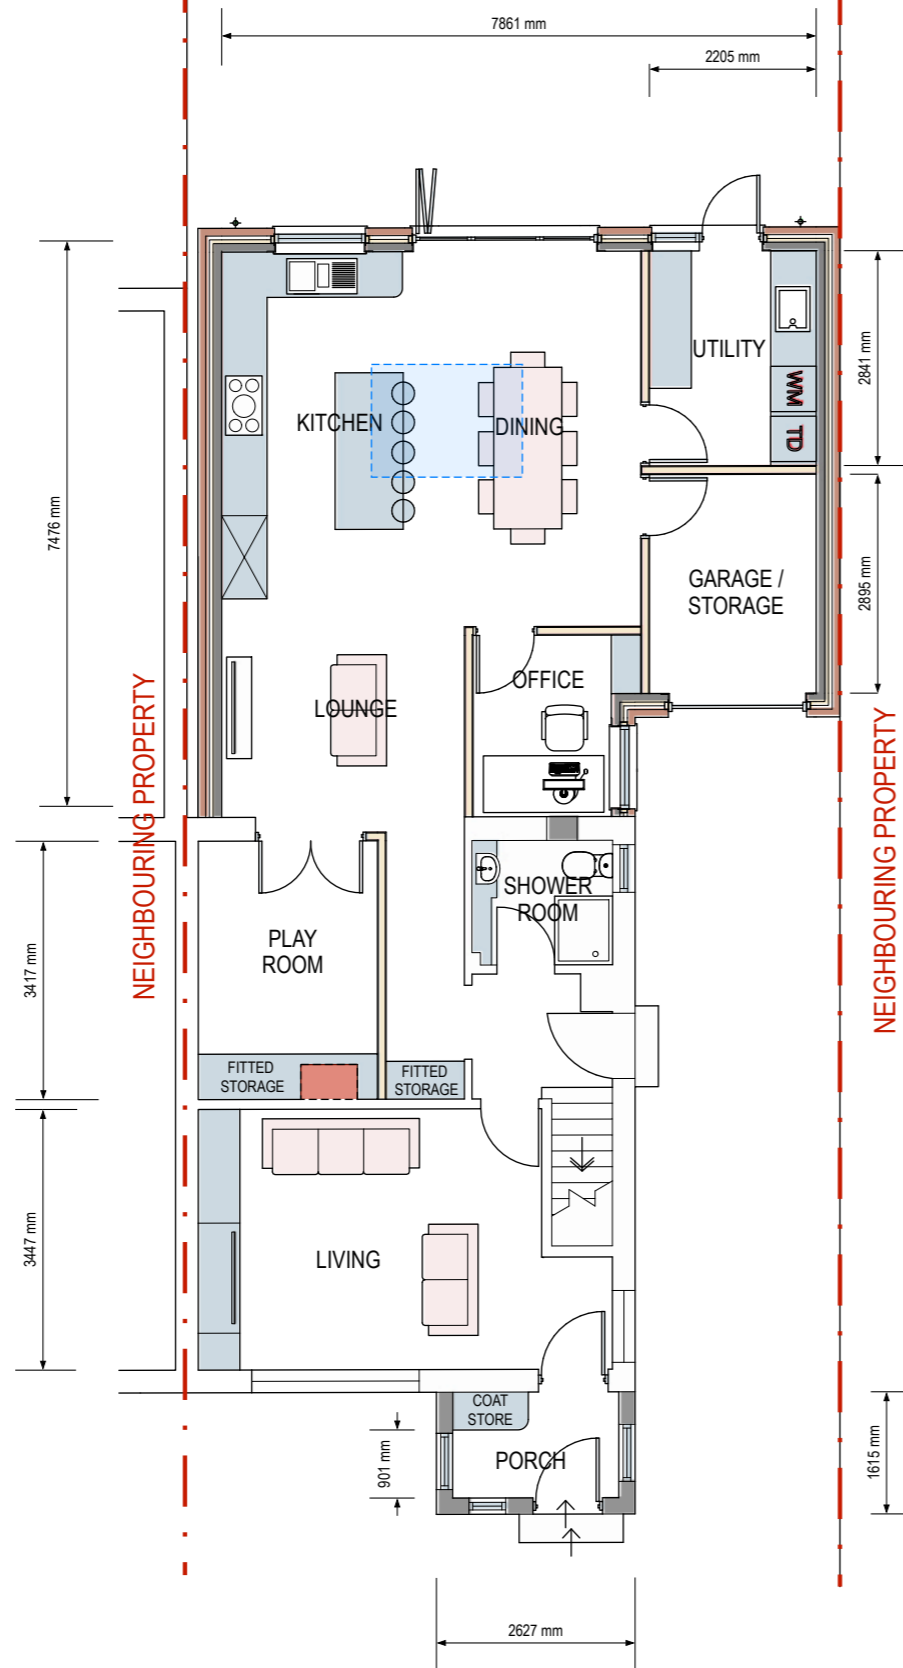 7861 mm
2205 mm
UTILITY
2841 mm
WM
TD
KITCHEN
DINING
7476 mm
GARAGE /
STORAGE
2895 mm
OFFICE
LOUNGE
NEIGHBOURING PROPERTY
NEIGHBOURING PROPERTY
SHOWER
ROOM
PLAY
ROOM
3417 mm
FITTED
STORAGE
FITTED
STORAGE
3447 mm
LIVING
COAT
STORE
PORCH
901 mm
1615 mm
2627 mm